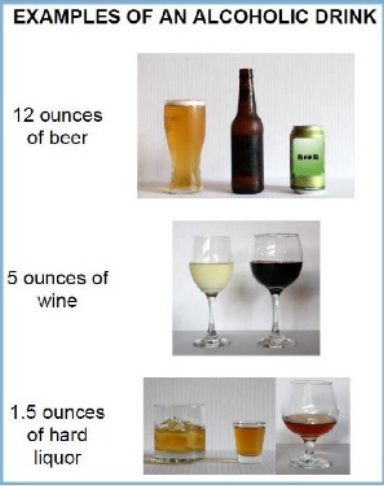 EXAMPLES OF AN ALCOHOLIC DRINK
12 ounces
of beer
BEER
5 ounces of
wine
1.5 ounces
of hard
liquor